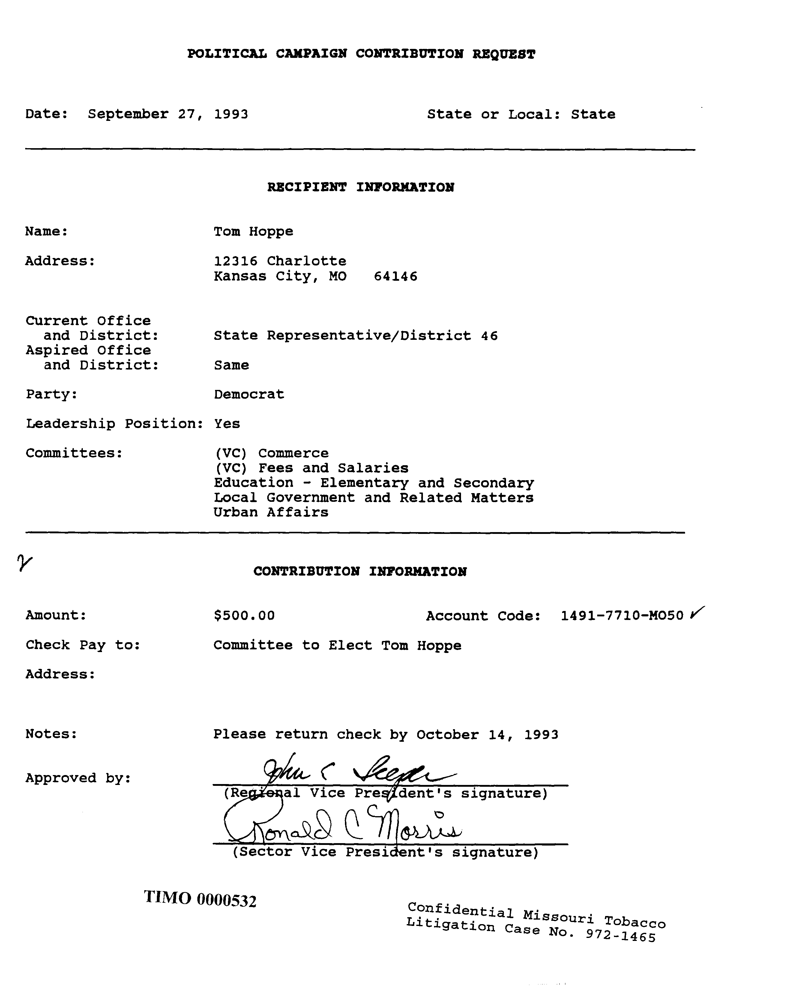 POLITICAL CAMPAIGN CONTRIBUTION REQUEST
Date: September 27, 1993 State or Local: State
RECIPIENT INFORMATION
Name: Tom Hoppe
Address: 12316 Charlotte
Kansas City, MO 64146
Current Office
and District: State Representative/District 46
Aspired Office
and District: Same
Party: Democrat
Leadership Position: Yes
Committees: (VC) Commerce
(VC) Fees and Salaries
Education - Elementary and Secondary
Local Government and Related Matters
Urban Affairs
CONTRIBUTION INFORMATION
Amount: $500.00 Account Code: 1491-7710-MO50 ✓
Check Pay to: Committee to Elect Tom Hoppe
Address:
Notes: Please return check by October 14, 1993
Approved by: John C
(Regional Vice President's signature)
Ronald C Morris
(Sector Vice President's signature)
TIMO 0000532
Confidential Missouri Tobacco
Litigation Case No. 972-1465